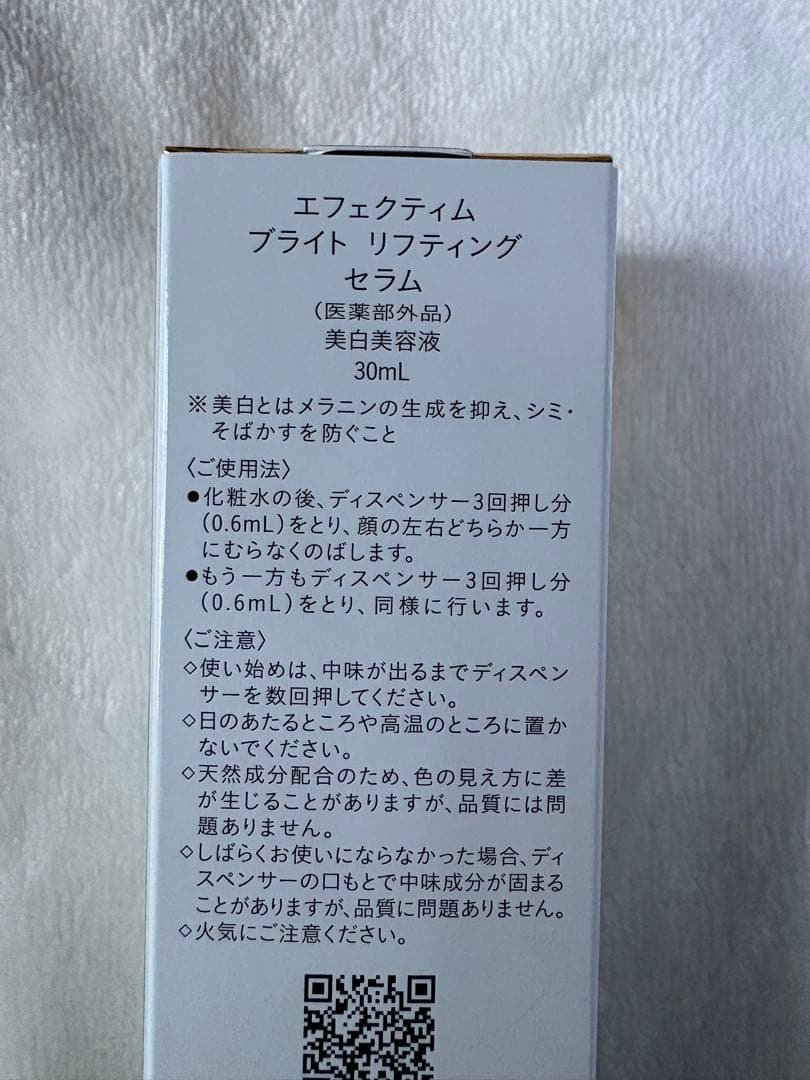 エフェクティム
ブライト リフティング
セラム
（医薬部外品）
美白美容液
30mL
※美白とはメラニンの生成を抑え、シミ・
そばかすを防ぐこと
〈ご使用法〉
●化粧水の後、ディスペンサー3回押し分
（0.6mL）をとり、顔の左右どちらか一方
にむらなくのばします。
●もう一方もディスペンサー3回押し分
（0.6mL）をとり、同様に行います。
〈ご注意〉
◇使い始めは、中味が出るまでディスペン
サーを数回押してください。
◇日のあたるところや高温のところに置か
ないでください。
◇天然成分配合のため、色の見え方に差
が生じることがありますが、品質には問
題ありません。
◇しばらくお使いにならなかった場合、ディ
スペンサーの口もとで中味成分が固まる
ことがありますが、品質に問題ありません。
◇火気にご注意ください。